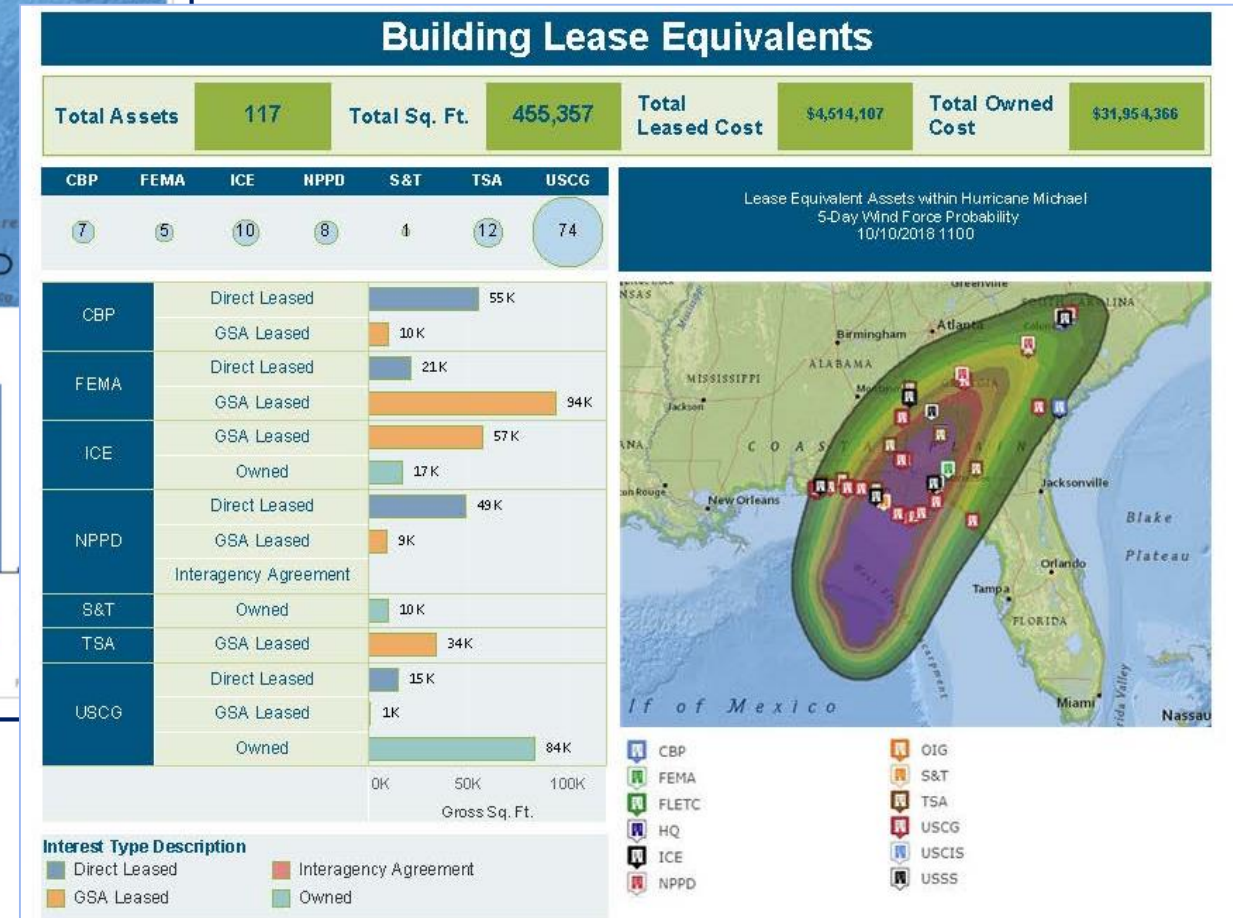 Building Lease Equivalents
Total Assets 117 Total Sq. Ft. 455,357 Total Leased Cost $4,514,107 Total Owned Cost $31,954,366
CBP FEMA ICE NPPD S&T TSA USCG
7 5 10 8 1 12 74
Lease Equivalent Assets within Hurricane Michael
5-Day Wind Force Probability
10/10/2018 1100
CBP
Direct Leased 55K
GSA Leased 10K
FEMA
Direct Leased 21K
GSA Leased 94K
ICE
GSA Leased 57K
Owned 17K
NPPD
Direct Leased 49K
GSA Leased 9K
Interagency Agreement
S&T Owned 10K
TSA GSA Leased 34K
USCG
Direct Leased 15K
GSA Leased 1K
Owned 84K
0K 50K 100K
Gross Sq. Ft.
Interest Type Description
Direct Leased Interagency Agreement
GSA Leased Owned
Greenville
Birmingham
Atlanta
ALABAMA
MISSISSIPPI
Jackson
COASTAL PLAIN
New Orleans
Jacksonville
Blake
Plateau
Orlando
Tampa
FLORIDA
Miami
Nassau
lf of Mexico
CBP
FEMA
FLETC
HQ
ICE
NPPD
OIG
S&T
TSA
USCG
USCIS
USSS